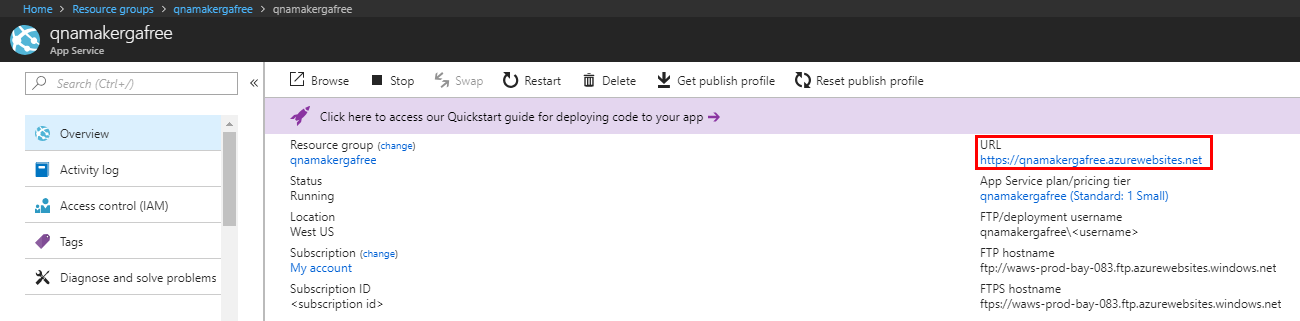 Home > Resource groups > qnamakergafree > qnamakergafree
qnamakergafree
App Service
Search (Ctrl+/)
«
Browse Stop Swap Restart Delete Get publish profile Reset publish profile
Click here to access our Quickstart guide for deploying code to your app →
Overview
Activity log
Access control (IAM)
Tags
Diagnose and solve problems
Resource group (change)
qnamakergafree
Status
Running
Location
West US
Subscription (change)
My account
Subscription ID
<subscription id>
URL
https://qnamakergafree.azurewebsites.net
App Service plan/pricing tier
qnamakergafree (Standard: 1 Small)
FTP/deployment username
qnamakergafree\<username>
FTP hostname
ftp://waws-prod-bay-083.ftp.azurewebsites.windows.net
FTPS hostname
ftps://waws-prod-bay-083.ftp.azurewebsites.windows.net